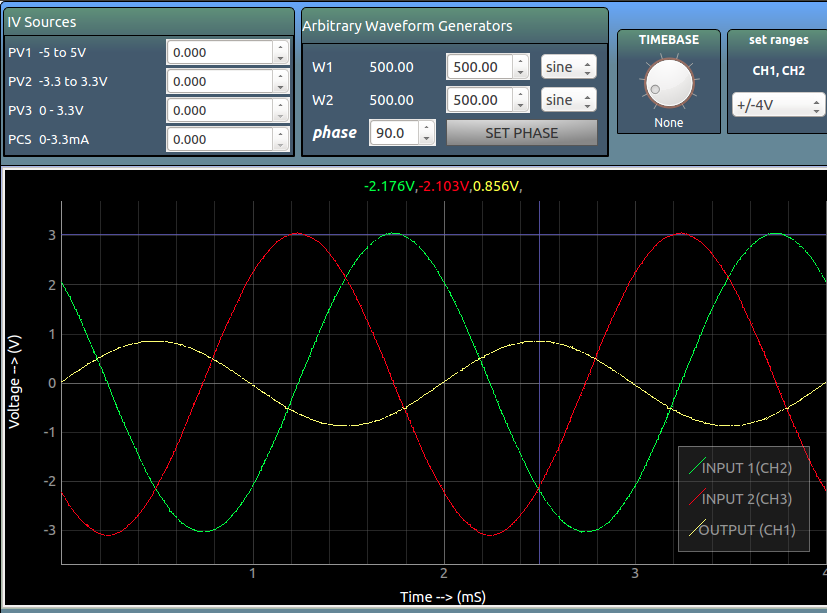 IV Sources
PV1 -5 to 5V 0.000
PV2 -3.3 to 3.3V 0.000
PV3 0 - 3.3V 0.000
PCS 0-3.3mA 0.000
Arbitrary Waveform Generators
W1 500.00 500.00 sine
W2 500.00 500.00 sine
phase 90.0 SET PHASE
TIMEBASE
None
set ranges
CH1, CH2
+/-4V
-2.176V,-2.103V,0.856V,
Voltage --> (V)
3
2
1
0
-1
-2
-3
INPUT 1(CH2)
INPUT 2(CH3)
OUTPUT (CH1)
1 2 3 4
Time --> (mS)